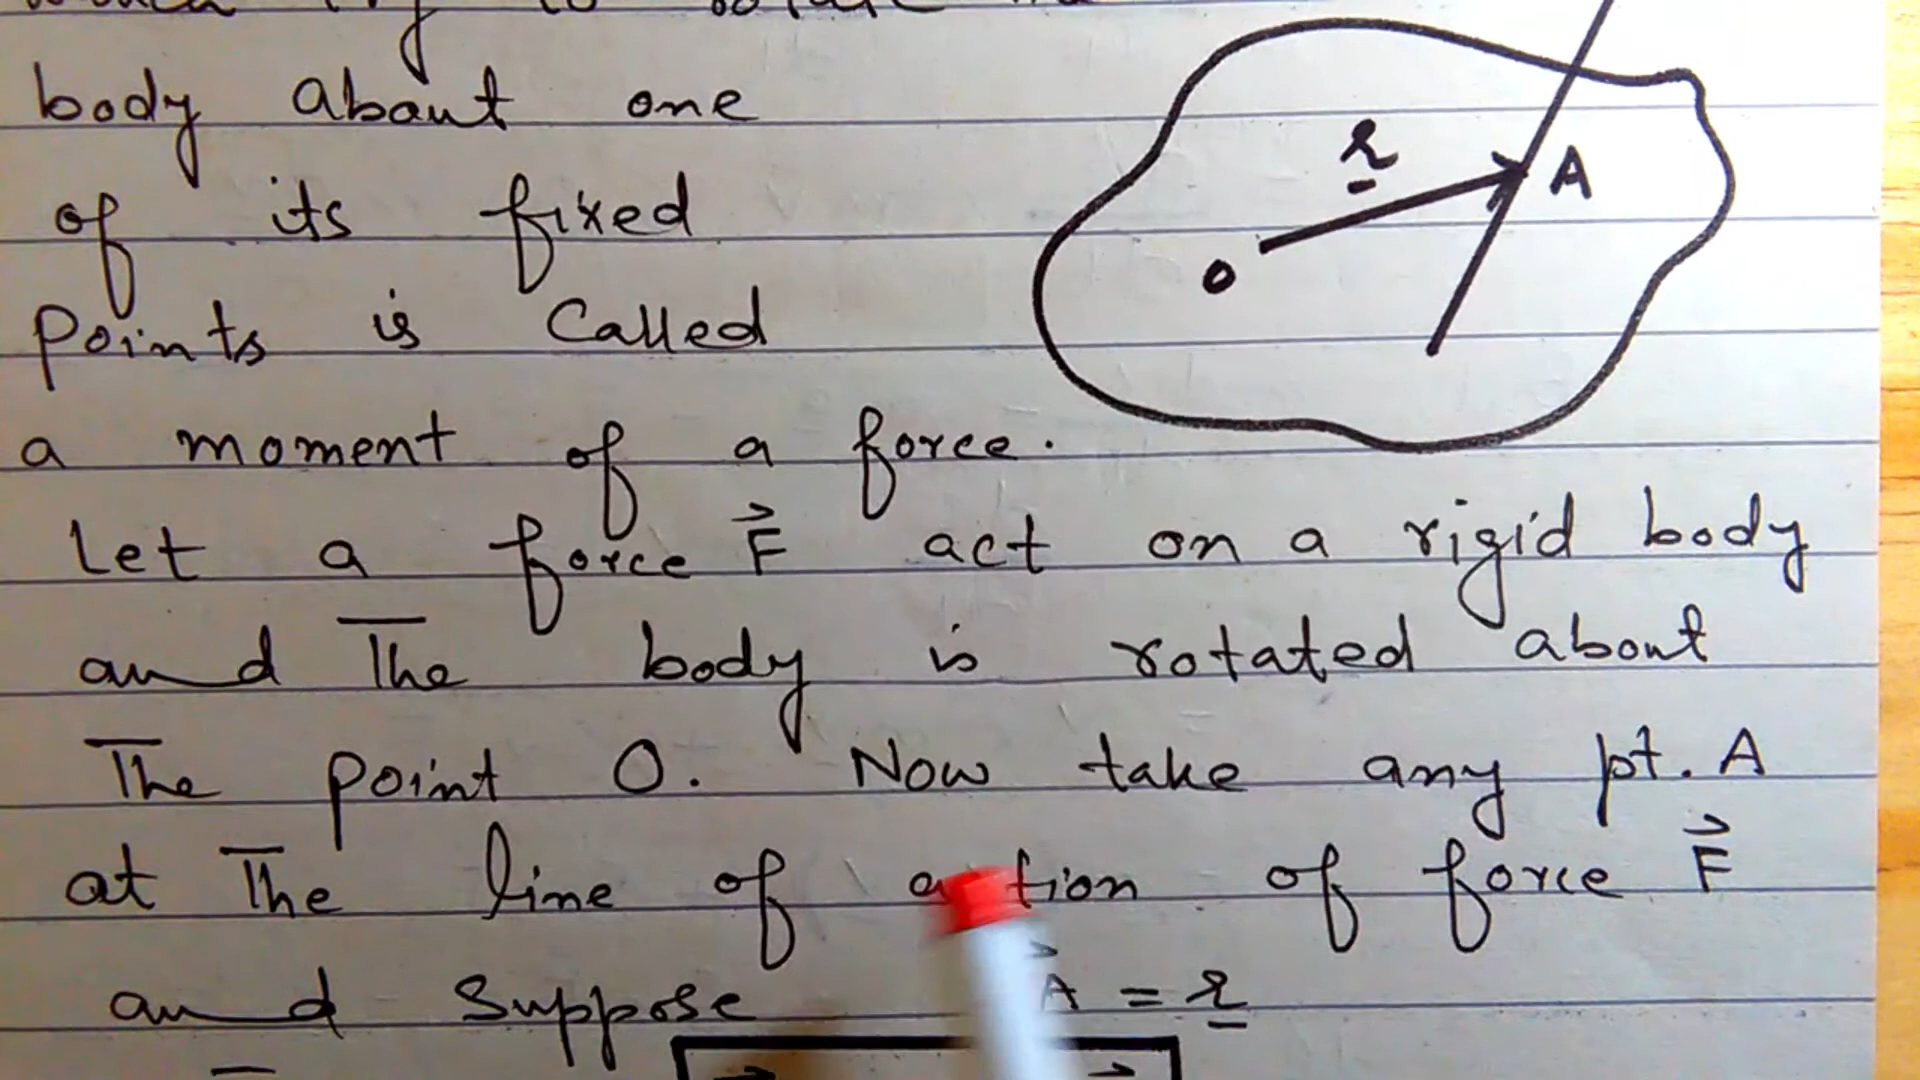 body about one
of its fixed
points is called
a moment of a force.
r
A
O
Let a force F⃗ act on a rigid body
and The body is rotated about
The point O. Now take any pt. A
at The line of action of force F⃗
and Suppose A⃗ = r